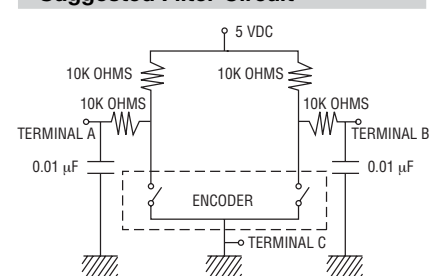 Suggested Filter Circuit
5 VDC
10K OHMS 10K OHMS
10K OHMS 10K OHMS
TERMINAL A TERMINAL B
0.01 μF 0.01 μF
ENCODER
TERMINAL C